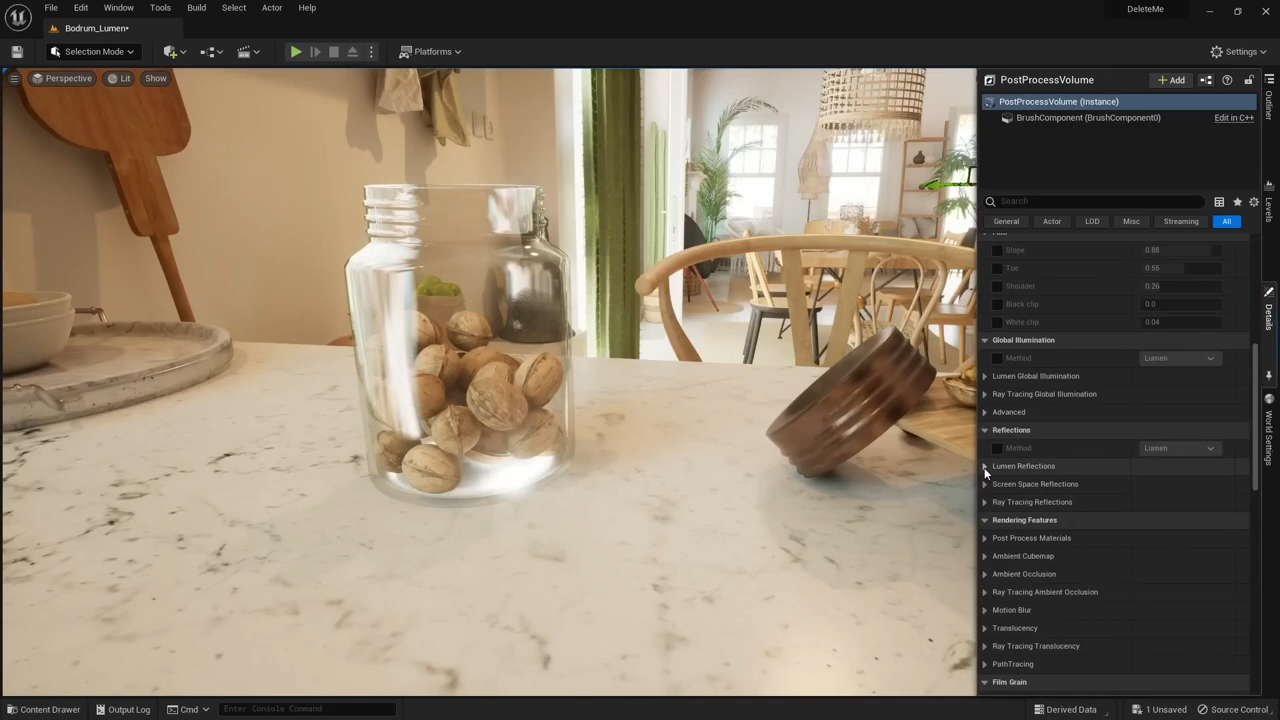 File Edit Window Tools Build Select Actor Help
DeleteMe
Bodrum_Lumen*
Selection Mode
Platforms
Settings
Perspective Lit Show
PostProcessVolume
Add
PostProcessVolume (Instance)
BrushComponent (BrushComponent0)
Edit in C++
Search
General Actor LOD Misc Streaming All
Slope 0.88
Toe 0.55
Shoulder 0.26
Black clip 0.0
White clip 0.04
Global Illumination
Method Lumen
Lumen Global Illumination
Ray Tracing Global Illumination
Advanced
Reflections
Method Lumen
Lumen Reflections
Screen Space Reflections
Ray Tracing Reflections
Rendering Features
Post Process Materials
Ambient Cubemap
Ambient Occlusion
Ray Tracing Ambient Occlusion
Motion Blur
Translucency
Ray Tracing Translucency
PathTracing
Film Grain
Levels
Details
World Settings
Content Drawer Output Log Cmd Enter Console Command
Derived Data 1 Unsaved Source Control